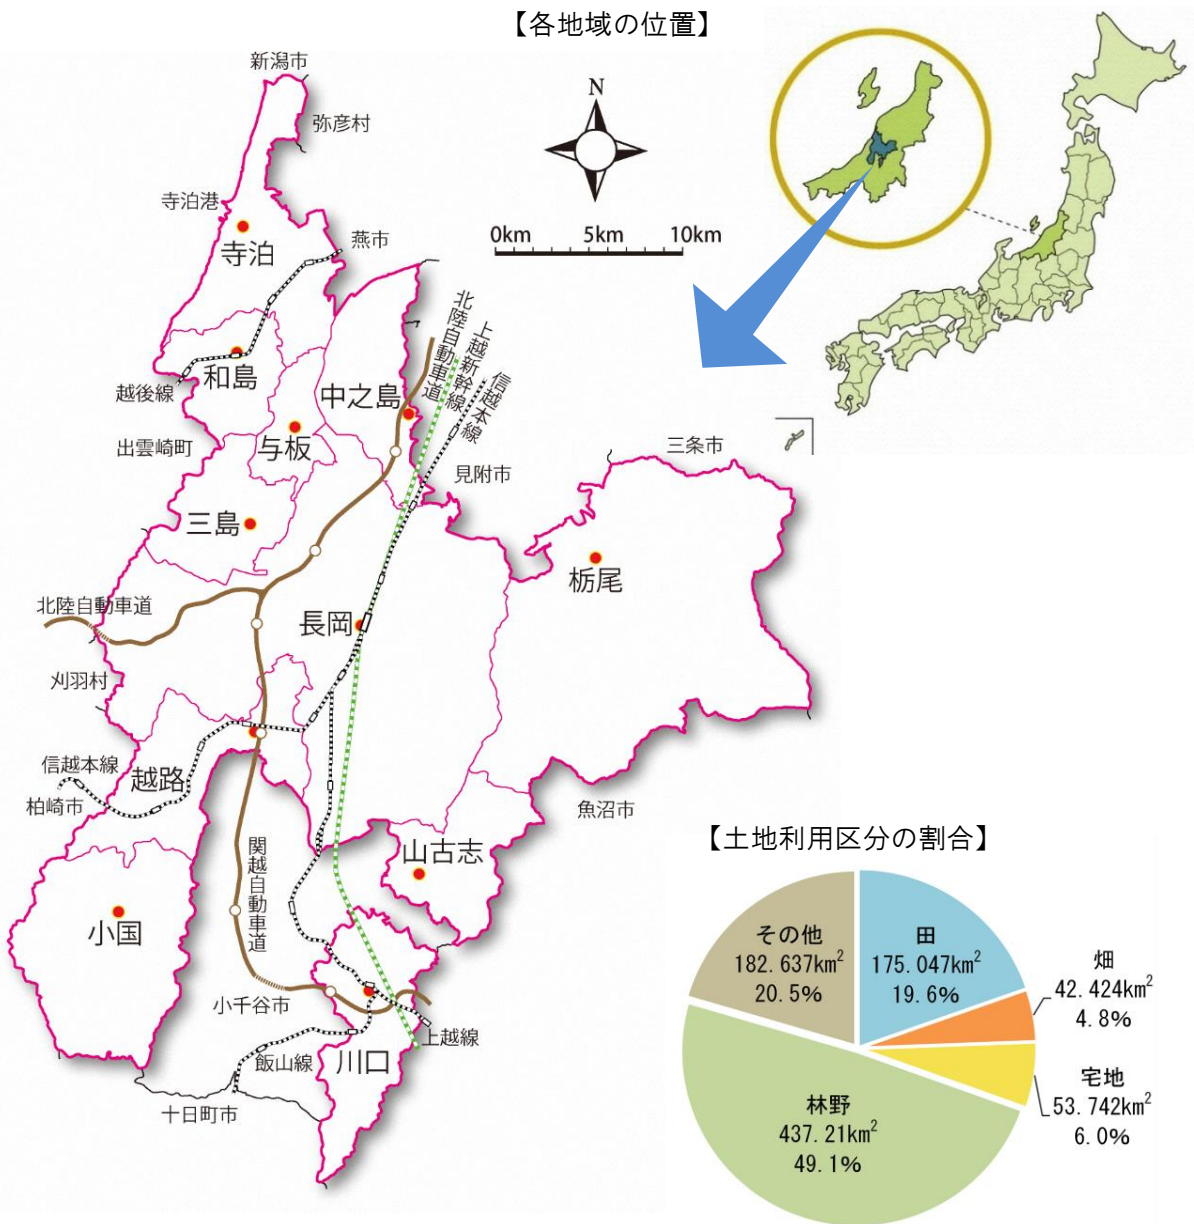 【各地域の位置】
新潟市
弥彦村
N
寺泊港
寺泊
燕市
0km 5km 10km
北陸自動車道
上越新幹線
信越本線
和島
越後線
中之島
出雲崎町
与板
三条市
見附市
三島
栃尾
北陸自動車道
長岡
刈羽村
信越本線
越路
柏崎市
魚沼市
【土地利用区分の割合】
関越自動車道
山古志
小国
小千谷市
上越線
飯山線
川口
十日町市
その他
182.637km²
20.5%
田
175.047km²
19.6%
畑
42.424km²
4.8%
宅地
53.742km²
6.0%
林野
437.21km²
49.1%